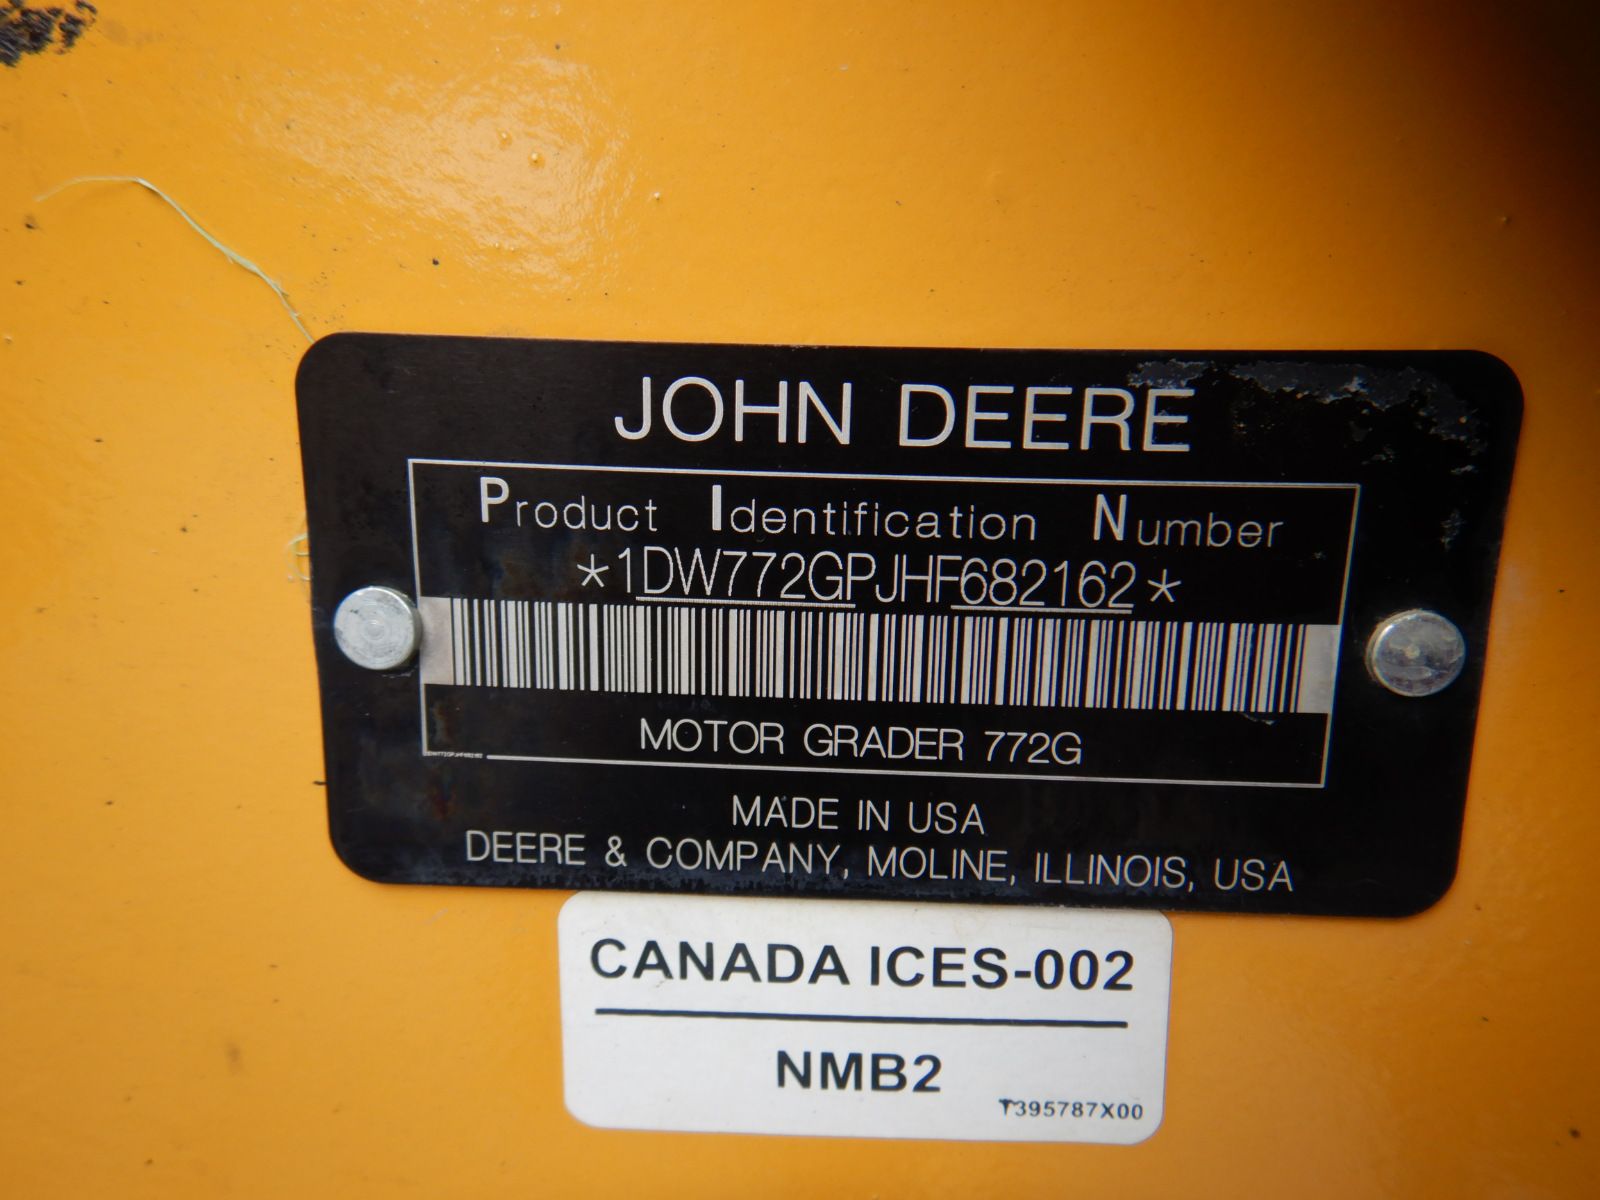 JOHN DEERE
Product Identification Number
*1DW772GPJHF682162*
MOTOR GRADER 772G
1DW772GPJHF682162
MADE IN USA
DEERE & COMPANY, MOLINE, ILLINOIS, USA
CANADA ICES-002
NMB2
T395787X00